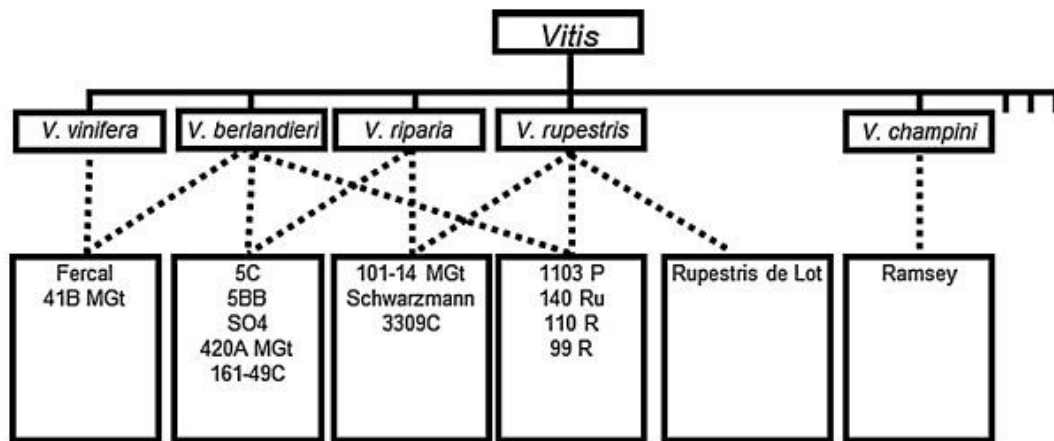 Vitis
V. vinifera
V. berlandieri
V. riparia
V. rupestris
V. champini
Fercal
41B MGt
5C
5BB
SO4
420A MGt
161-49C
101-14 MGt
Schwarzmann
3309C
1103 P
140 Ru
110 R
99 R
Rupestris de Lot
Ramsey